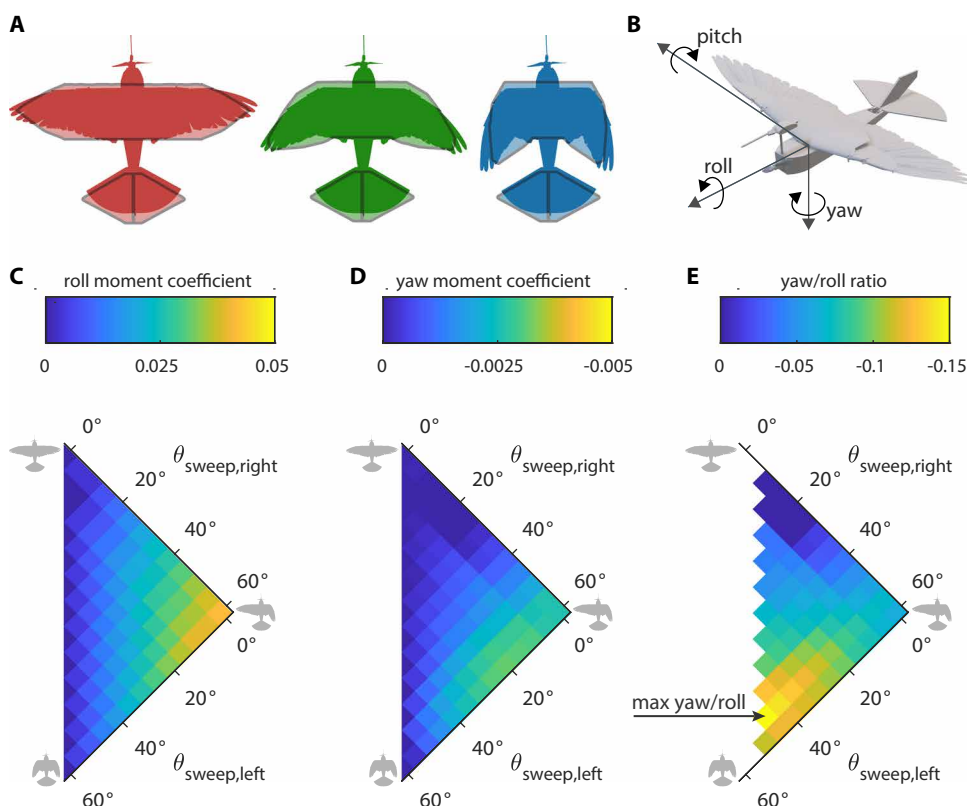 A
B
pitch
roll
yaw
C
roll moment coefficient
0
0.025
0.05
D
yaw moment coefficient
0
-0.0025
-0.005
E
yaw/roll ratio
0
-0.05
-0.1
-0.15
0°
20°
40°
60°
θsweep,right
0°
20°
40°
60°
θsweep,left
0°
20°
40°
60°
θsweep,right
0°
20°
40°
60°
θsweep,left
0°
20°
40°
60°
θsweep,right
0°
20°
40°
60°
θsweep,left
max yaw/roll